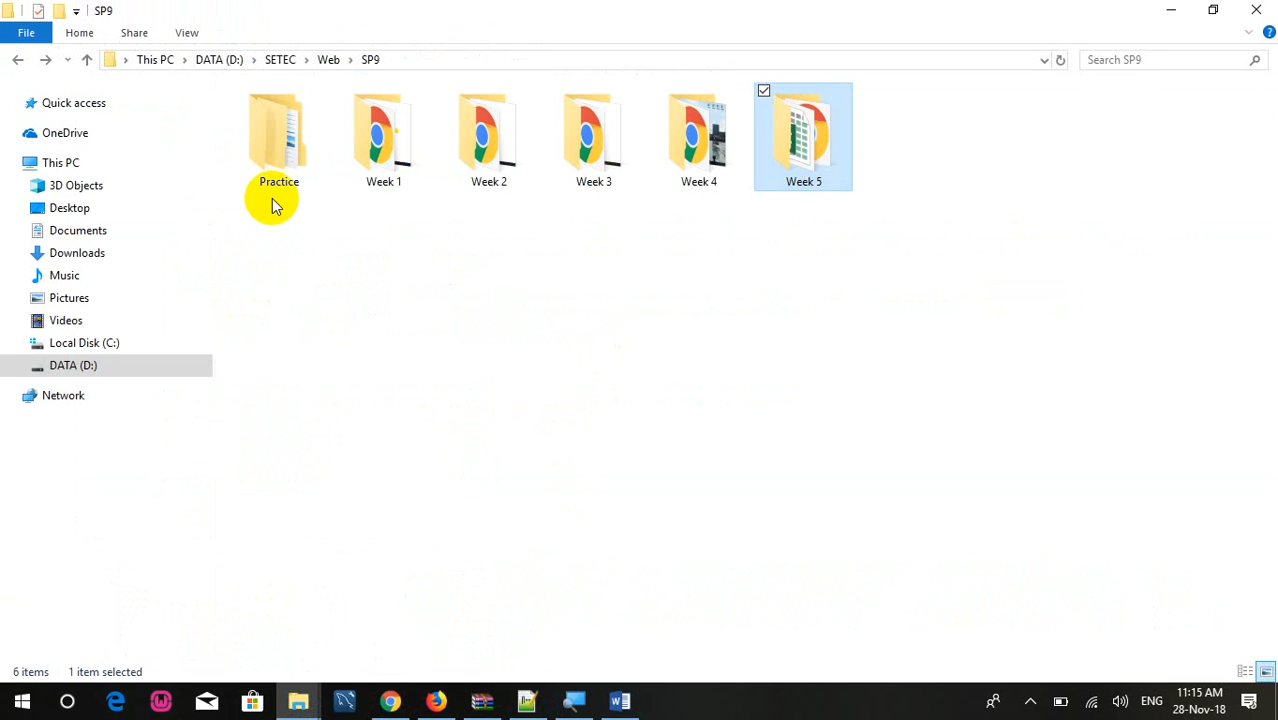 SP9
File Home Share View
This PC DATA (D:) SETEC Web SP9
Search SP9
Quick access
OneDrive
This PC
3D Objects
Desktop
Documents
Downloads
Music
Pictures
Videos
Local Disk (C:)
DATA (D:)
Network
Practice Week 1 Week 2 Week 3 Week 4 Week 5
6 items 1 item selected
ENG
11:15 AM
28-Nov-18